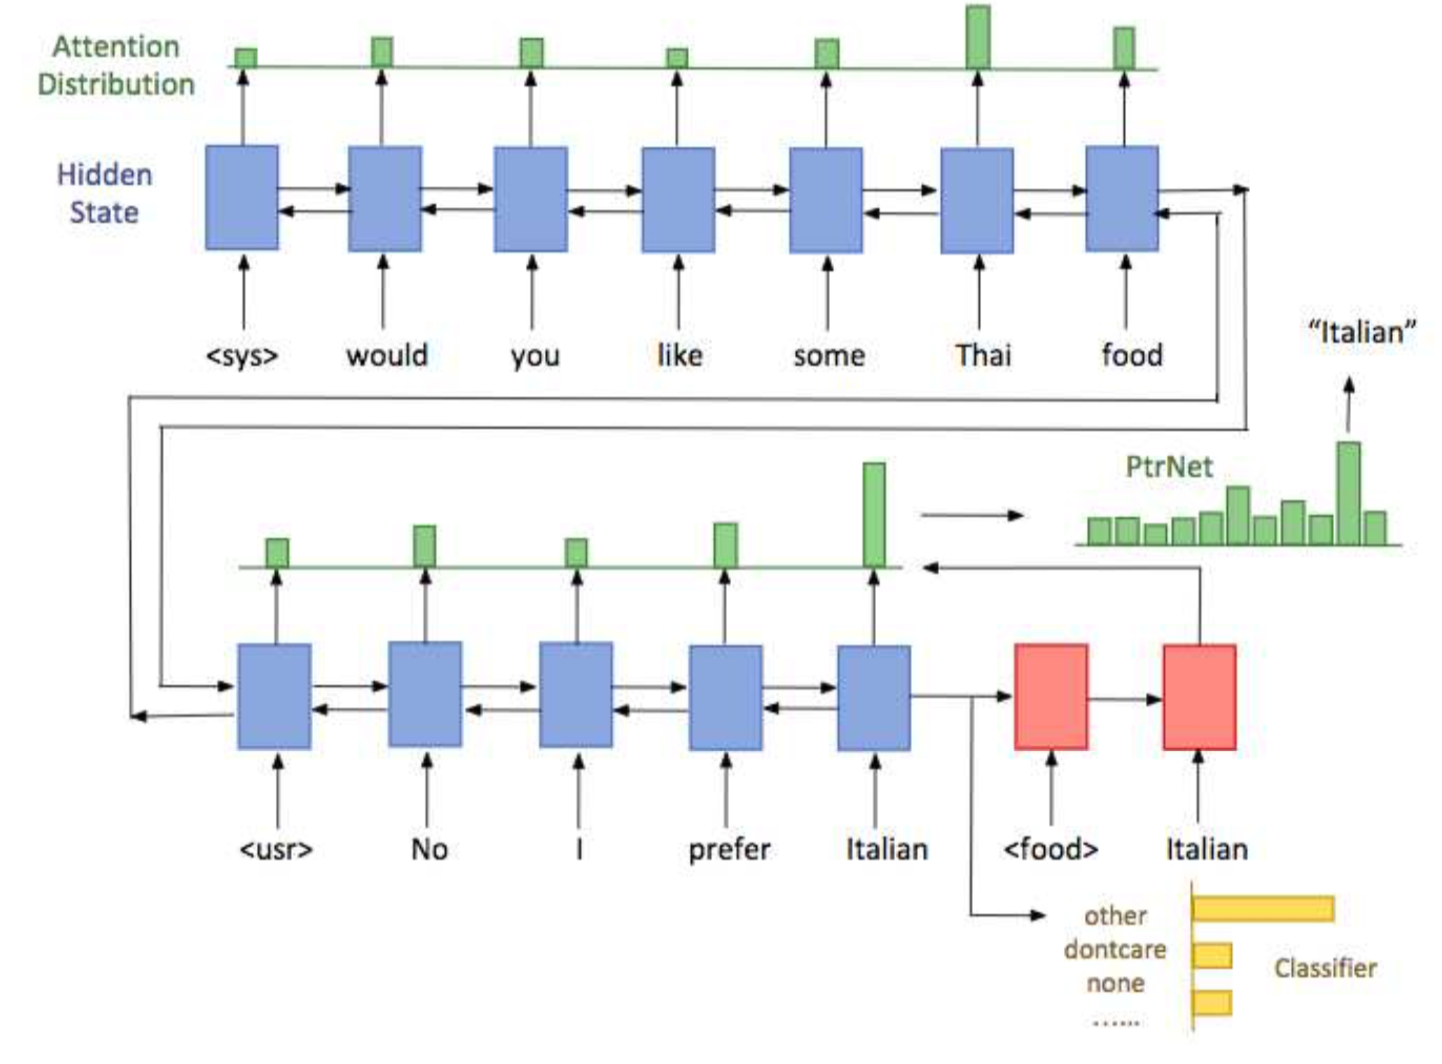 Attention
Distribution
Hidden
State
<sys> would you like some Thai food
“Italian”
PtrNet
<usr> No I prefer Italian <food> Italian
other
dontcare
none
......
Classifier